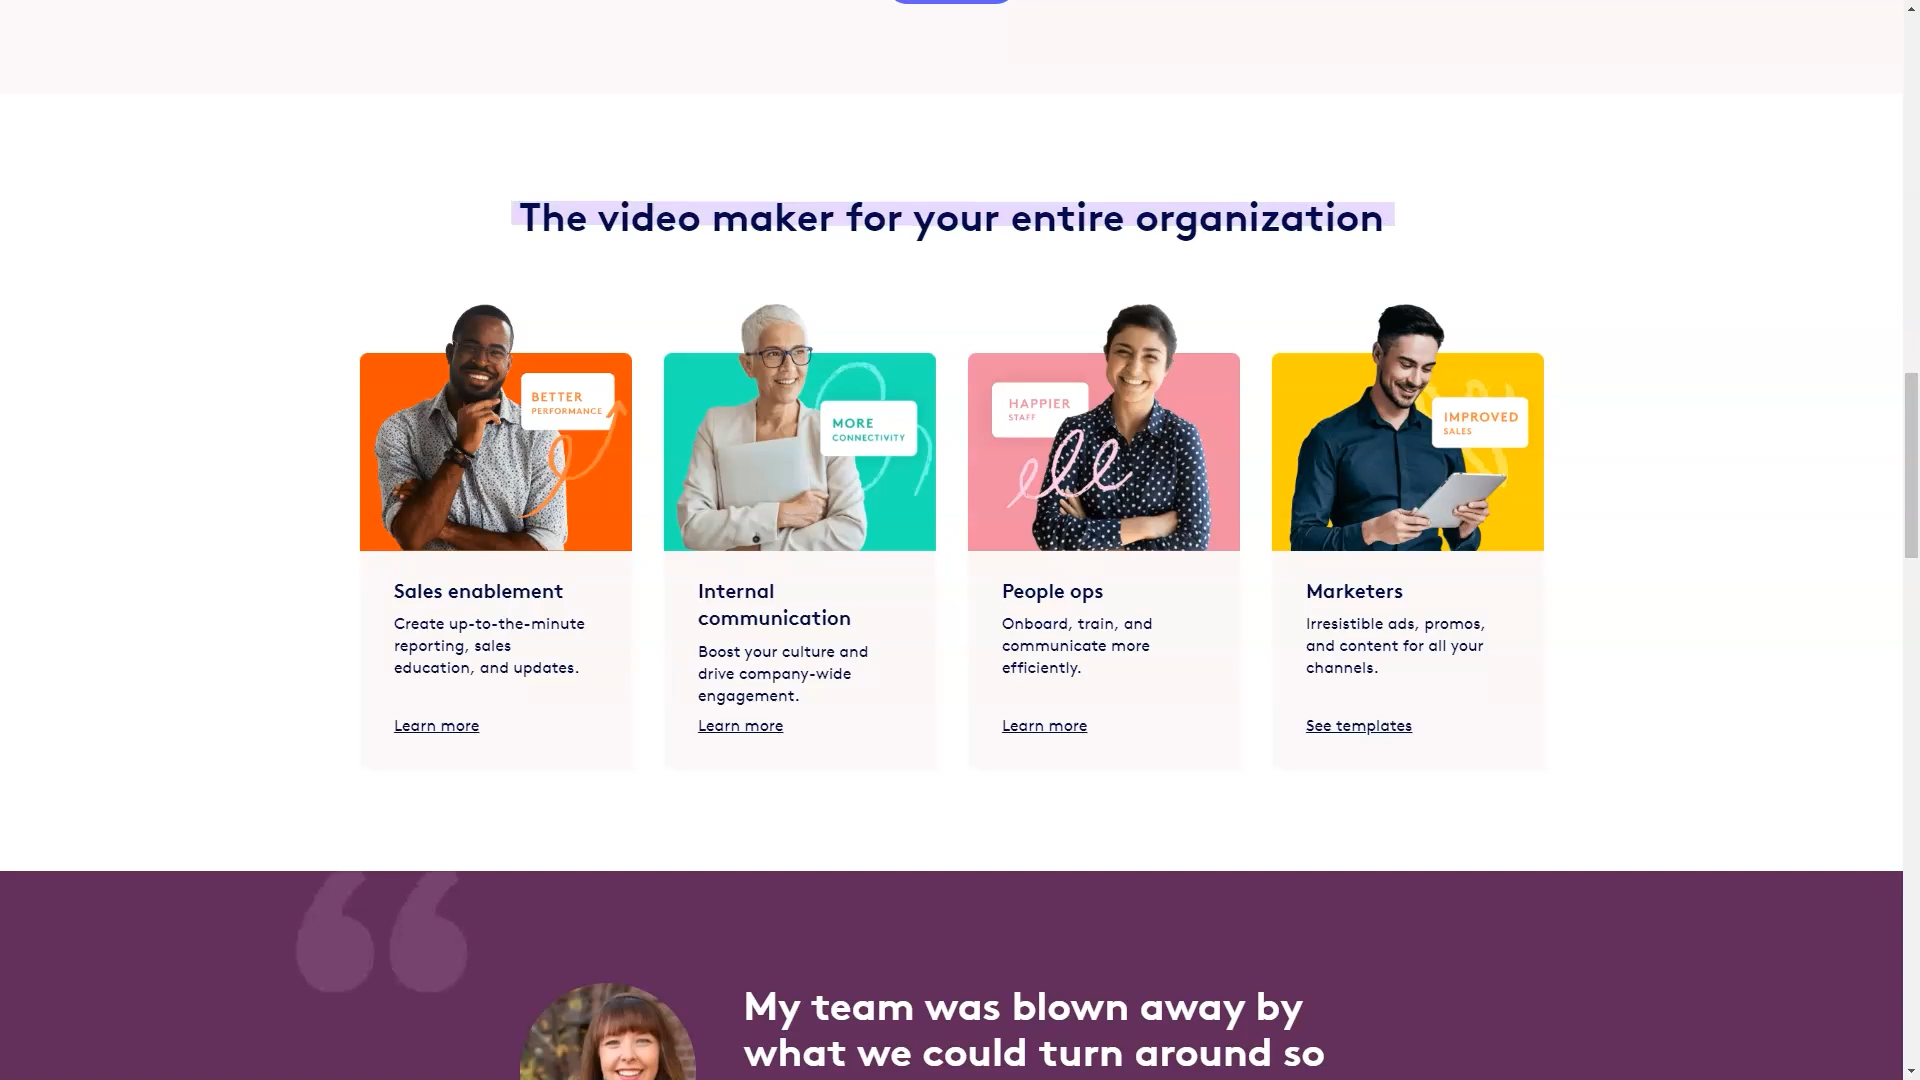 The video maker for your entire organization
BETTER
PERFORMANCE
MORE
CONNECTIVITY
HAPPIER
STAFF
IMPROVED
SALES
Sales enablement
Create up-to-the-minute
reporting, sales
education, and updates.
Learn more
Internal
communication
Boost your culture and
drive company-wide
engagement.
Learn more
People ops
Onboard, train, and
communicate more
efficiently.
Learn more
Marketers
Irresistible ads, promos,
and content for all your
channels.
See templates
“
My team was blown away by
what we could turn around so